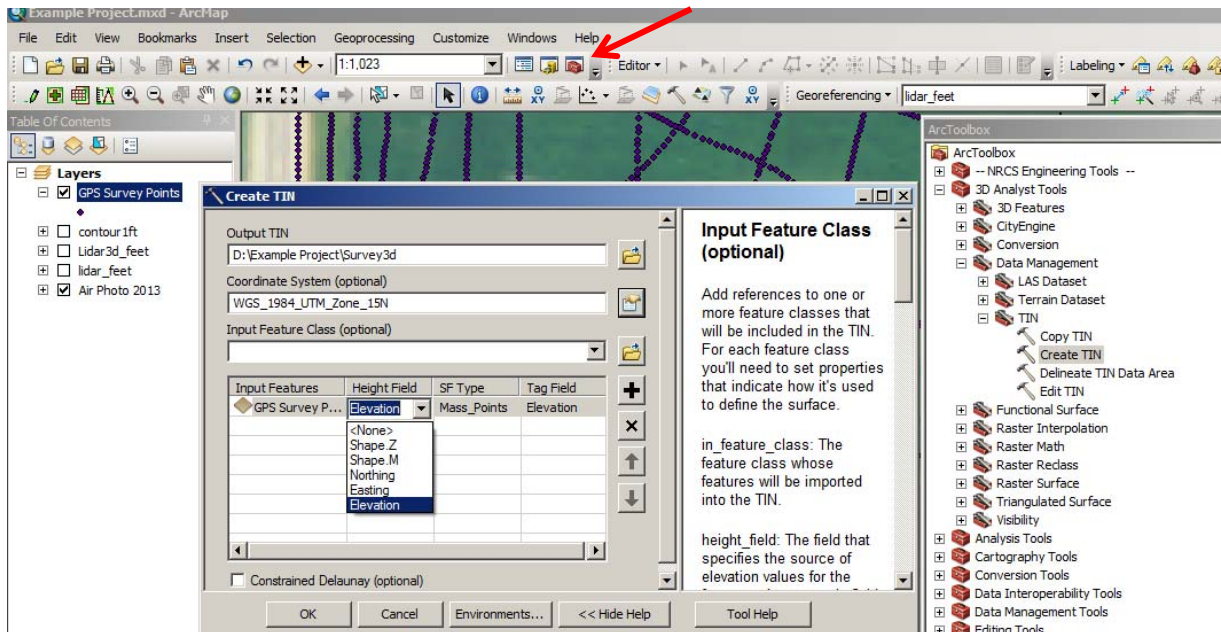 Example Project.mxd - ArcMap
File Edit View Bookmarks Insert Selection Geoprocessing Customize Windows Help
1:1,023 Editor Labeling
Georeferencing lidar_feet
Table Of Contents
Layers
GPS Survey Points
contour1ft
Lidar3d_feet
lidar_feet
Air Photo 2013
Create TIN
Output TIN
D:\Example Project\Survey3d
Coordinate System (optional)
WGS_1984_UTM_Zone_15N
Input Feature Class (optional)
Input Features Height Field SF Type Tag Field
GPS Survey P... Elevation Mass_Points Elevation
<None>
Shape.Z
Shape.M
Northing
Easting
Elevation
Constrained Delaunay (optional)
OK Cancel Environments... << Hide Help Tool Help
Input Feature Class
(optional)
Add references to one or
more feature classes that
will be included in the TIN.
For each feature class
you'll need to set properties
that indicate how it's used
to define the surface.
in_feature_class: The
feature class whose
features will be imported
into the TIN.
height_field: The field that
specifies the source of
elevation values for the
ArcToolbox
ArcToolbox
-- NRCS Engineering Tools --
3D Analyst Tools
3D Features
CityEngine
Conversion
Data Management
LAS Dataset
Terrain Dataset
TIN
Copy TIN
Create TIN
Delineate TIN Data Area
Edit TIN
Functional Surface
Raster Interpolation
Raster Math
Raster Reclass
Raster Surface
Triangulated Surface
Visibility
Analysis Tools
Cartography Tools
Conversion Tools
Data Interoperability Tools
Data Management Tools
Editing Tools